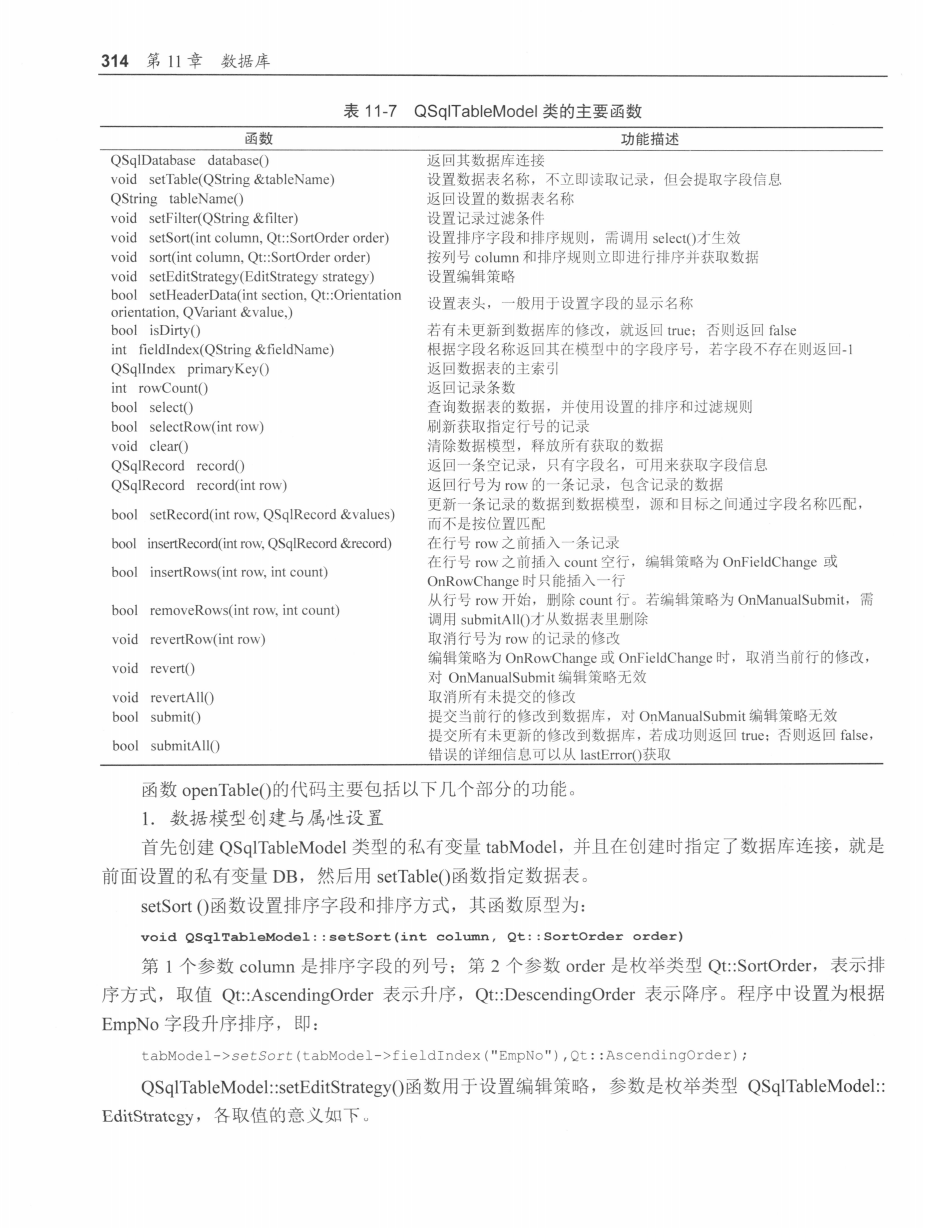 314 第 11 章 数据库
表 11-7 QSqlTableModel 类的主要函数
函数 功能描述
QSqlDatabase database() 返回其数据库连接
void setTable(QString &tableName) 设置数据表名称，不立即读取记录，但会提取字段信息
QString tableName() 返回设置的数据表名称
void setFilter(QString &filter) 设置记录过滤条件
void setSort(int column, Qt::SortOrder order) 设置排序字段和排序规则，需调用 select()才生效
void sort(int column, Qt::SortOrder order) 按列号 column 和排序规则立即进行排序并获取数据
void setEditStrategy(EditStrategy strategy) 设置编辑策略
bool setHeaderData(int section, Qt::Orientation
orientation, QVariant &value,) 设置表头，一般用于设置字段的显示名称
bool isDirty() 若有未更新到数据库的修改，就返回 true；否则返回 false
int fieldIndex(QString &fieldName) 根据字段名称返回其在模型中的字段序号，若字段不存在则返回-1
QSqlIndex primaryKey() 返回数据表的主索引
int rowCount() 返回记录条数
bool select() 查询数据表的数据，并使用设置的排序和过滤规则
bool selectRow(int row) 刷新获取指定行号的记录
void clear() 清除数据模型，释放所有获取的数据
QSqlRecord record() 返回一条空记录，只有字段名，可用来获取字段信息
QSqlRecord record(int row) 返回行号为 row 的一条记录，包含记录的数据
bool setRecord(int row, QSqlRecord &values) 更新一条记录的数据到数据模型，源和目标之间通过字段名称匹配，
而不是按位置匹配
bool insertRecord(int row, QSqlRecord &record) 在行号 row 之前插入一条记录
bool insertRows(int row, int count) 在行号 row 之前插入 count 空行，编辑策略为 OnFieldChange 或
OnRowChange 时只能插入一行
bool removeRows(int row, int count) 从行号 row 开始，删除 count 行。若编辑策略为 OnManualSubmit，需
调用 submitAll()才从数据表里删除
void revertRow(int row) 取消行号为 row 的记录的修改
void revert() 编辑策略为 OnRowChange 或 OnFieldChange 时，取消当前行的修改，
对 OnManualSubmit 编辑策略无效
void revertAll() 取消所有未提交的修改
bool submit() 提交当前行的修改到数据库，对 OnManualSubmit 编辑策略无效
bool submitAll() 提交所有未更新的修改到数据库，若成功则返回 true；否则返回 false，
错误的详细信息可以从 lastError()获取
函数 openTable()的代码主要包括以下几个部分的功能。
1．数据模型创建与属性设置
首先创建 QSqlTableModel 类型的私有变量 tabModel，并且在创建时指定了数据库连接，就是
前面设置的私有变量 DB，然后用 setTable()函数指定数据表。
setSort ()函数设置排序字段和排序方式，其函数原型为：
void QSqlTableModel::setSort(int column, Qt::SortOrder order)
第 1 个参数 column 是排序字段的列号；第 2 个参数 order 是枚举类型 Qt::SortOrder，表示排
序方式，取值 Qt::AscendingOrder 表示升序，Qt::DescendingOrder 表示降序。程序中设置为根据
EmpNo 字段升序排序，即：
tabModel->setSort(tabModel->fieldIndex("EmpNo"),Qt::AscendingOrder);
QSqlTableModel::setEditStrategy()函数用于设置编辑策略，参数是枚举类型 QSqlTableModel::
EditStrategy，各取值的意义如下。